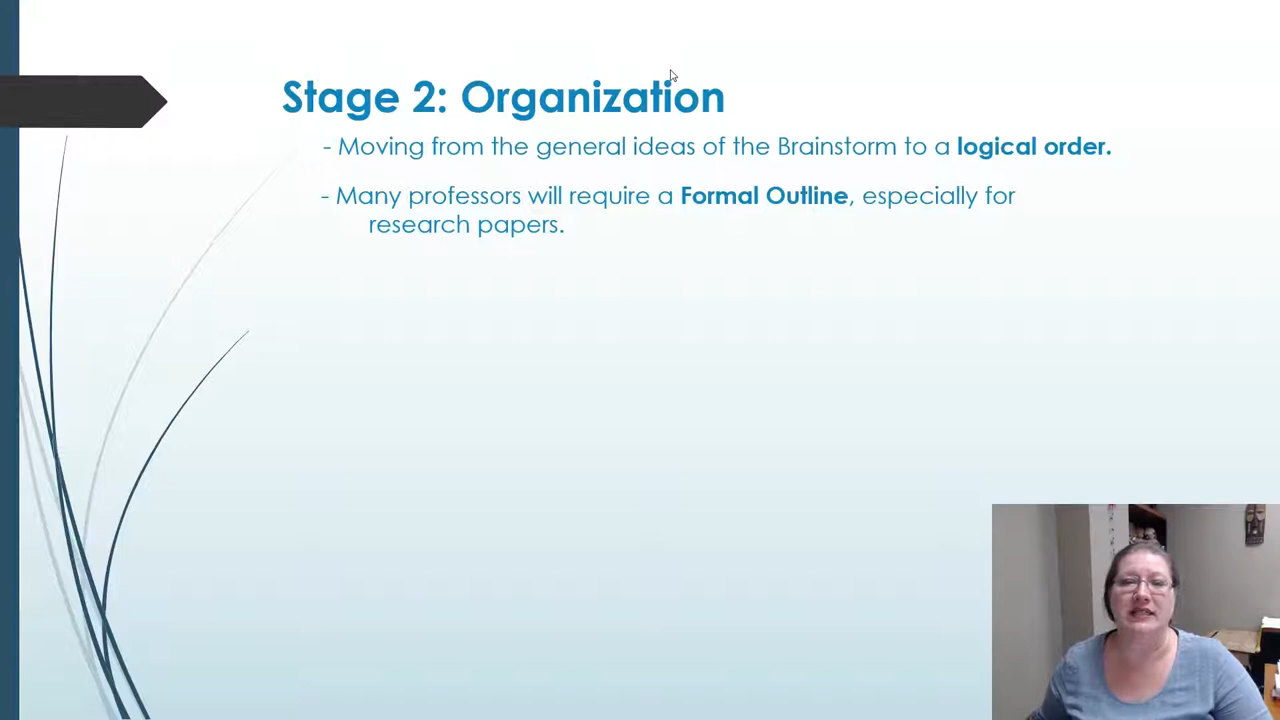 Stage 2: Organization
- Moving from the general ideas of the Brainstorm to a logical order.
- Many professors will require a Formal Outline, especially for
research papers.